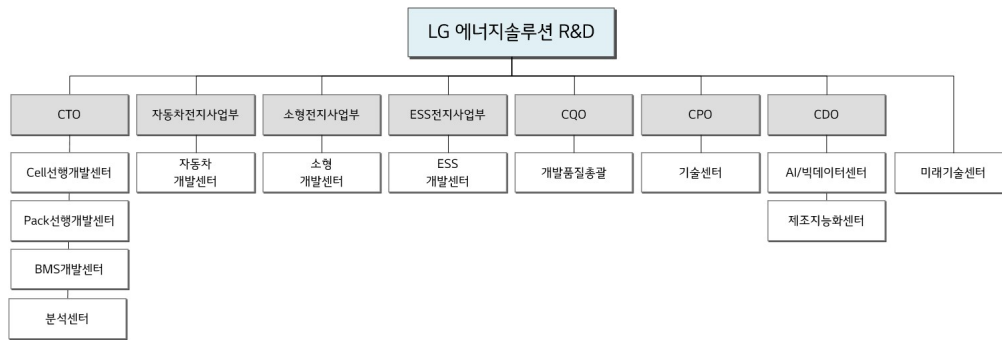 LG 에너지솔루션 R&D
CTO
자동차전지사업부
소형전지사업부
ESS전지사업부
CQO
CPO
CDO
Cell선행개발센터
자동차
개발센터
소형
개발센터
ESS
개발센터
개발품질총괄
기술센터
AI/빅데이터센터
미래기술센터
Pack선행개발센터
제조지능화센터
BMS개발센터
분석센터